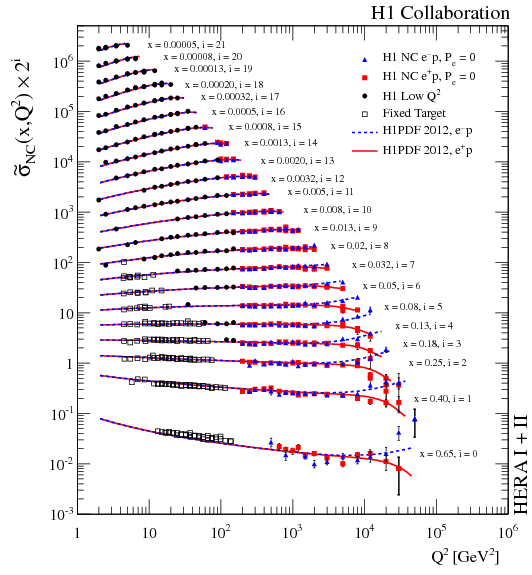 H1 Collaboration
σ̃NC(x,Q²) × 2ⁱ
10⁶
10⁵
10⁴
10³
10²
10
1
10⁻¹
10⁻²
10⁻³
x = 0.00005, i = 21
x = 0.00008, i = 20
x = 0.00013, i = 19
x = 0.00020, i = 18
x = 0.00032, i = 17
x = 0.0005, i = 16
x = 0.0008, i = 15
x = 0.0013, i = 14
x = 0.0020, i = 13
x = 0.0032, i = 12
x = 0.005, i = 11
x = 0.008, i = 10
x = 0.013, i = 9
x = 0.02, i = 8
x = 0.032, i = 7
x = 0.05, i = 6
x = 0.08, i = 5
x = 0.13, i = 4
x = 0.18, i = 3
x = 0.25, i = 2
x = 0.40, i = 1
x = 0.65, i = 0
H1 NC e⁻p, Pₑ = 0
H1 NC e⁺p, Pₑ = 0
H1 Low Q²
Fixed Target
H1PDF 2012, e⁻p
H1PDF 2012, e⁺p
HERA I + II
1 10 10² 10³ 10⁴ 10⁵ 10⁶
Q² [GeV²]